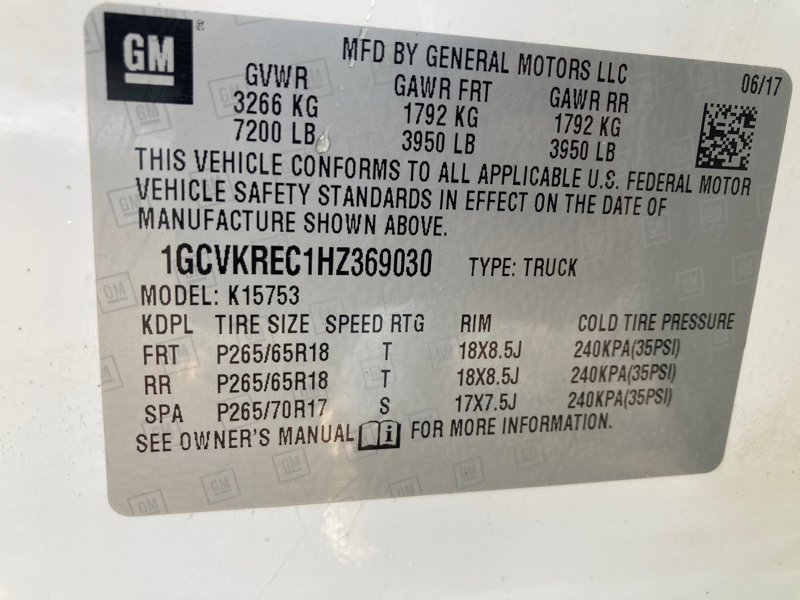 GM
MFD BY GENERAL MOTORS LLC
06/17
GVWR GAWR FRT GAWR RR
3266 KG 1792 KG 1792 KG
7200 LB 3950 LB 3950 LB
THIS VEHICLE CONFORMS TO ALL APPLICABLE U.S. FEDERAL MOTOR
VEHICLE SAFETY STANDARDS IN EFFECT ON THE DATE OF
MANUFACTURE SHOWN ABOVE.
1GCVKREC1HZ369030 TYPE: TRUCK
MODEL: K15753
KDPL TIRE SIZE SPEED RTG RIM COLD TIRE PRESSURE
FRT P265/65R18 T 18X8.5J 240KPA(35PSI)
RR P265/65R18 T 18X8.5J 240KPA(35PSI)
SPA P265/70R17 S 17X7.5J 240KPA(35PSI)
SEE OWNER'S MANUAL i FOR MORE INFORMATION.